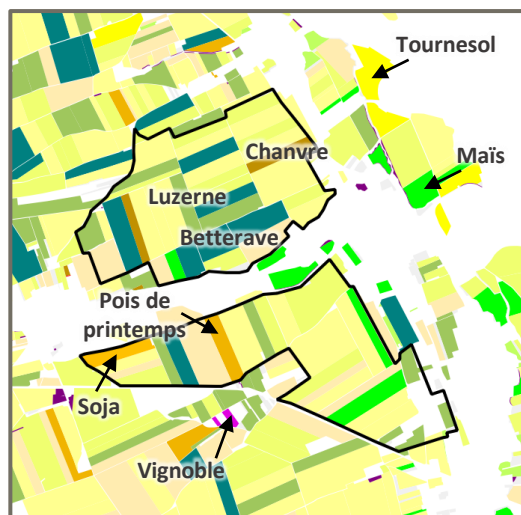 Tournesol
Chanvre
Maïs
Luzerne
Betterave
Pois de
printemps
Soja
Vignoble